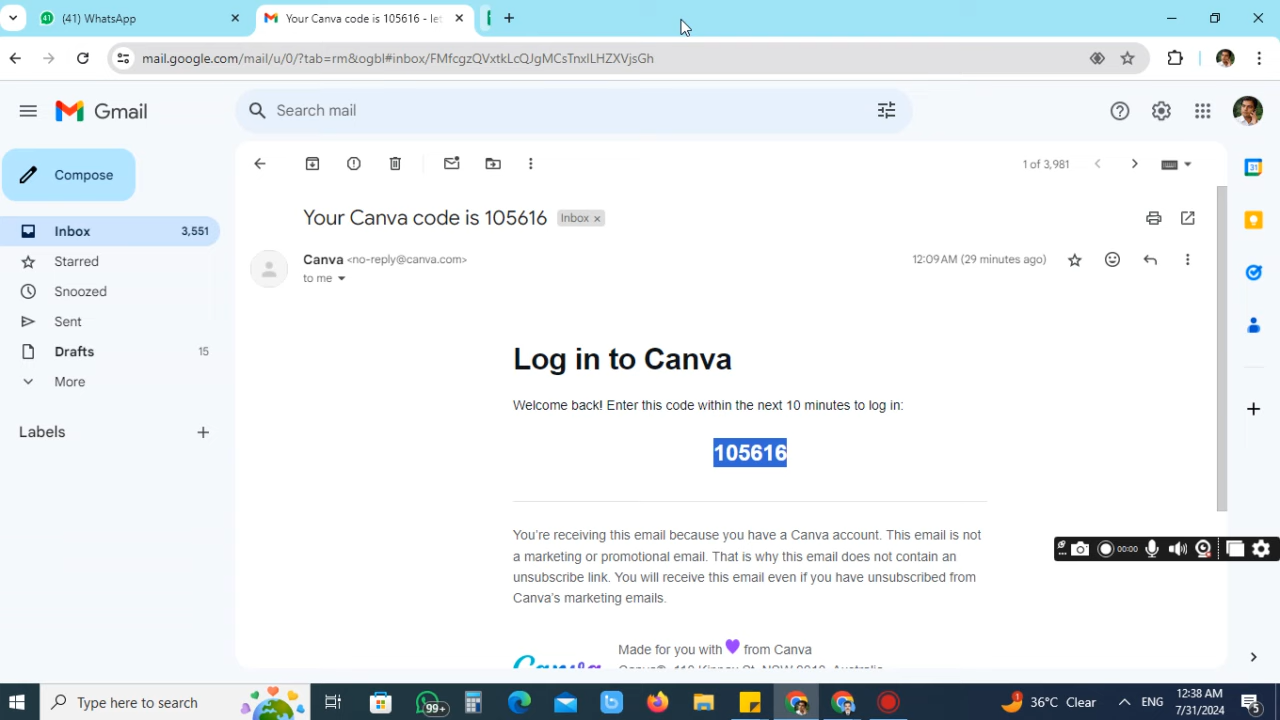 41
(41) WhatsApp
Your Canva code is 105616 - let
mail.google.com/mail/u/0/?tab=rm&ogbl#inbox/FMfcgzQVxtkLcQJgMCsTnxlLHZXVjsGh
Gmail
Search mail
Compose
1 of 3,981
31
Your Canva code is 105616
Inbox
Inbox 3,551
Canva <no-reply@canva.com>
12:09 AM (29 minutes ago)
Starred
to me
Snoozed
Sent
Log in to Canva
Drafts 15
More
Welcome back! Enter this code within the next 10 minutes to log in:
Labels
105616
You're receiving this email because you have a Canva account. This email is not
a marketing or promotional email. That is why this email does not contain an
unsubscribe link. You will receive this email even if you have unsubscribed from
Canva's marketing emails.
00:00
Made for you with 💜 from Canva
Canva
Type here to search
99+
1
36°C Clear
ENG
12:38 AM
7/31/2024
5